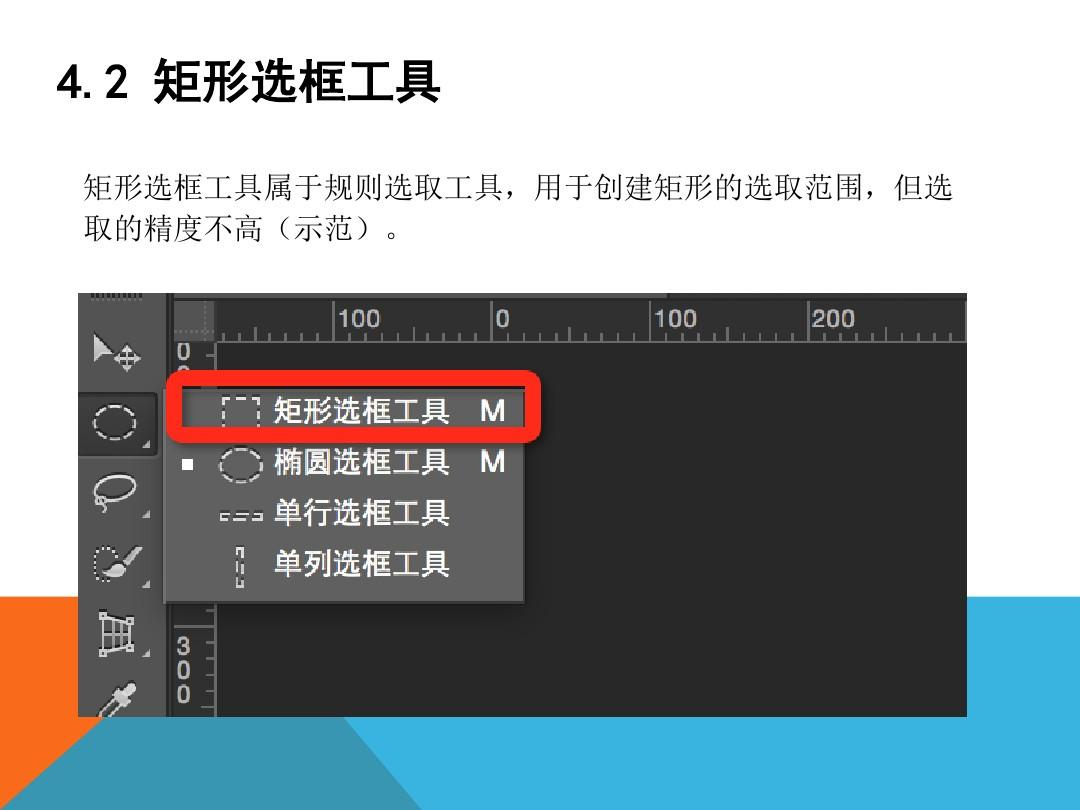 4.2 矩形选框工具
矩形选框工具属于规则选取工具，用于创建矩形的选取范围，但选
取的精度不高（示范）。
100 0 100 200
0
矩形选框工具 M
椭圆选框工具 M
单行选框工具
单列选框工具
3
0
0